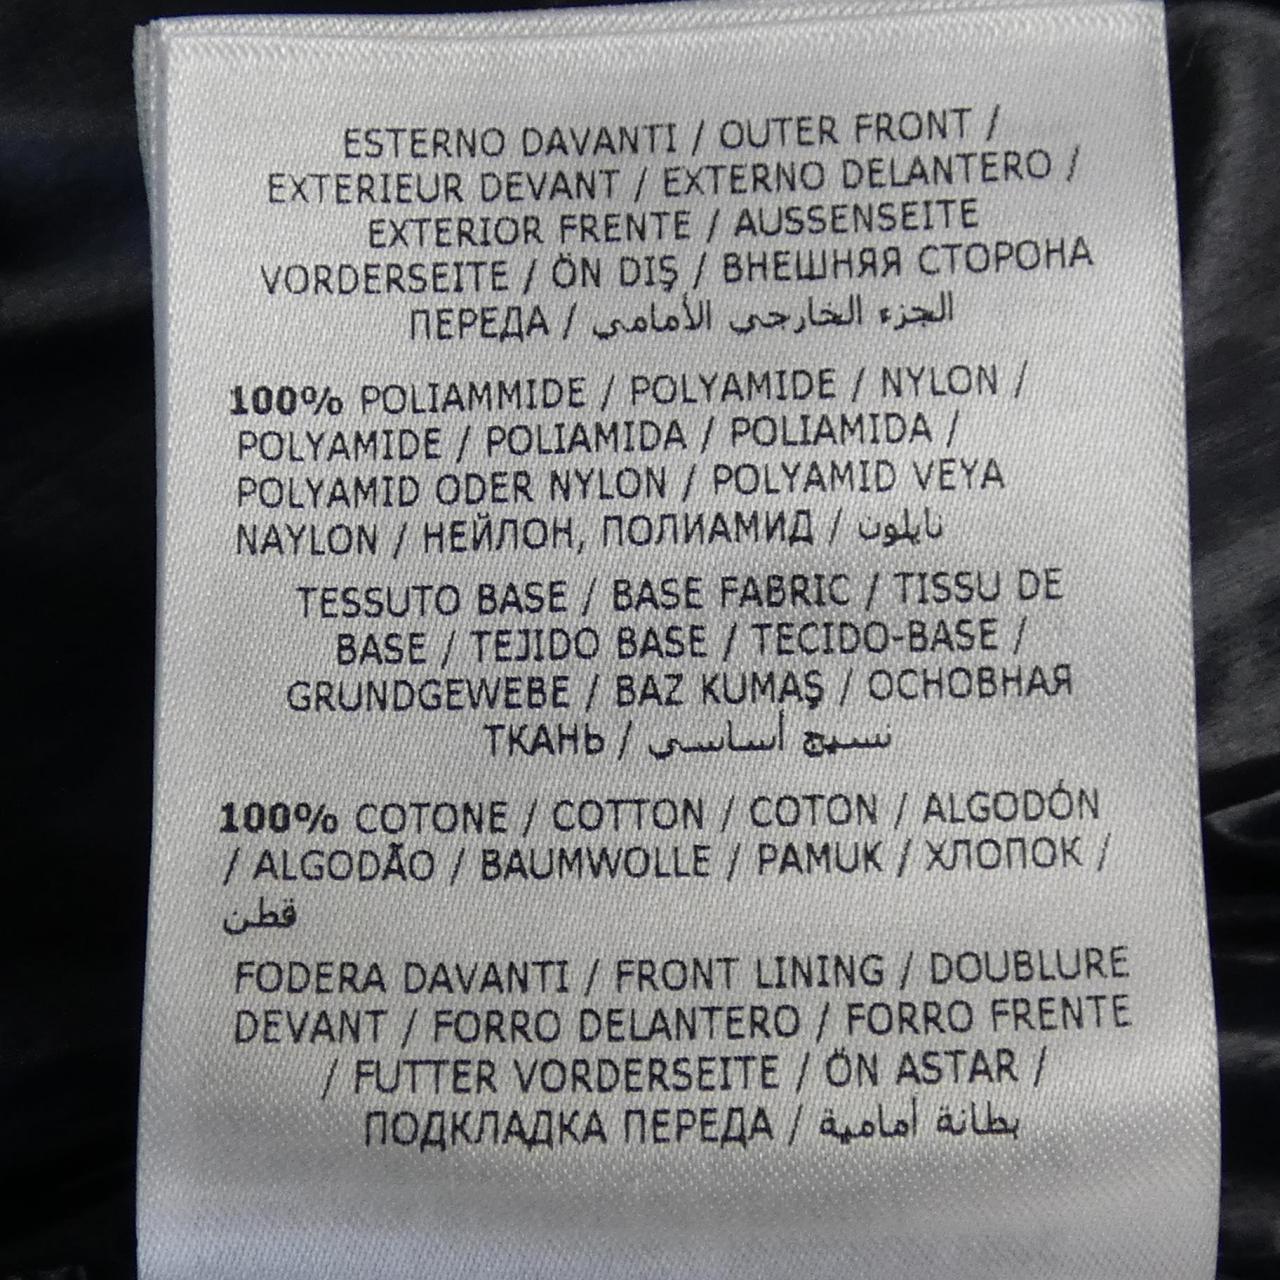 ESTERNO DAVANTI / OUTER FRONT /
EXTERIEUR DEVANT / EXTERNO DELANTERO /
EXTERIOR FRENTE / AUSSENSEITE
VORDERSEITE / ÖN DIŞ / ВНЕШНЯЯ СТОРОНА
ПЕРЕДА / الجزء الخارجي الأمامي
100% POLIAMMIDE / POLYAMIDE / NYLON /
POLYAMIDE / POLIAMIDA / POLIAMIDA /
POLYAMID ODER NYLON / POLYAMID VEYA
NAYLON / НЕЙЛОН, ПОЛИАМИД / نايلون
TESSUTO BASE / BASE FABRIC / TISSU DE
BASE / TEJIDO BASE / TECIDO-BASE /
GRUNDGEWEBE / BAZ KUMAŞ / ОСНОВНАЯ
ТКАНЬ / نسيج أساسي
100% COTONE / COTTON / COTON / ALGODÓN
/ ALGODÃO / BAUMWOLLE / PAMUK / ХЛОПОК /
قطن
FODERA DAVANTI / FRONT LINING / DOUBLURE
DEVANT / FORRO DELANTERO / FORRO FRENTE
/ FUTTER VORDERSEITE / ÖN ASTAR /
ПОДКЛАДКА ПЕРЕДА / بطانة أمامية